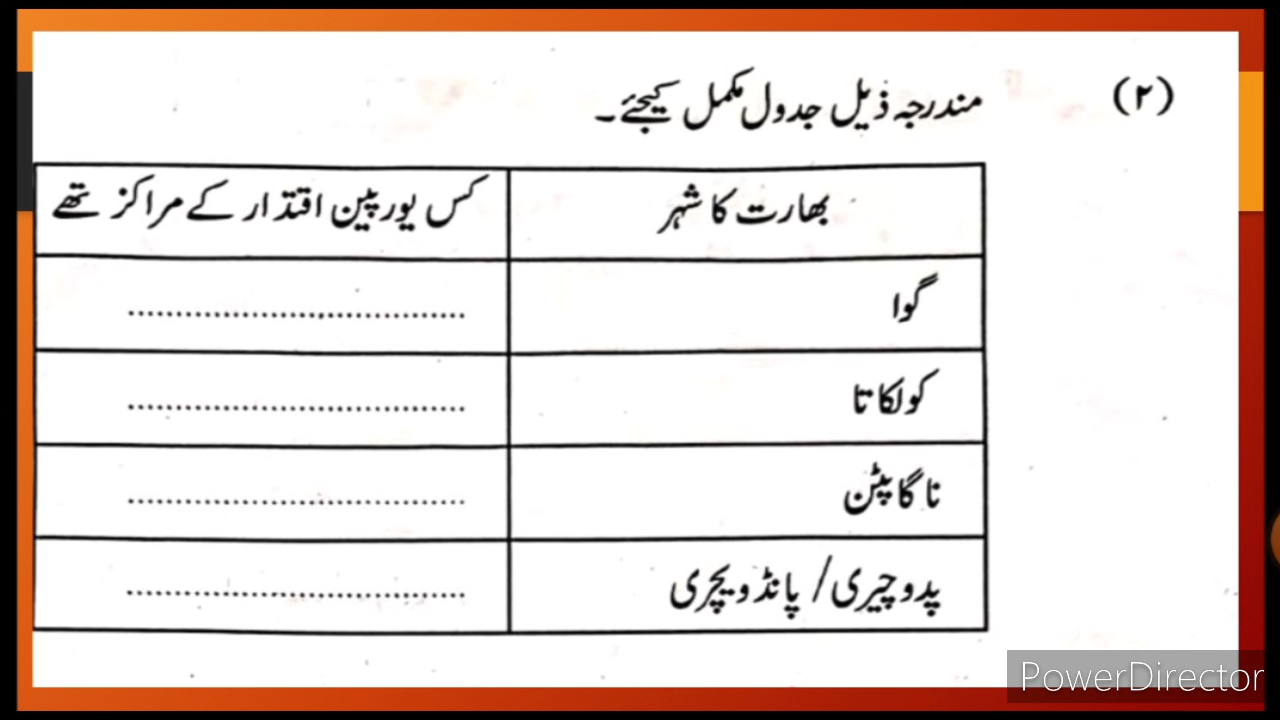 (۲) مندرجہ ذیل جدول مکمل کیجئے۔
بھارت کا شہر کس یورپین اقتدار کے مراکز تھے
گوا ..................................
کولکاتا ..................................
ناگاپٹن ..................................
پدوچیری/ پانڈویچری ..................................
PowerDirector